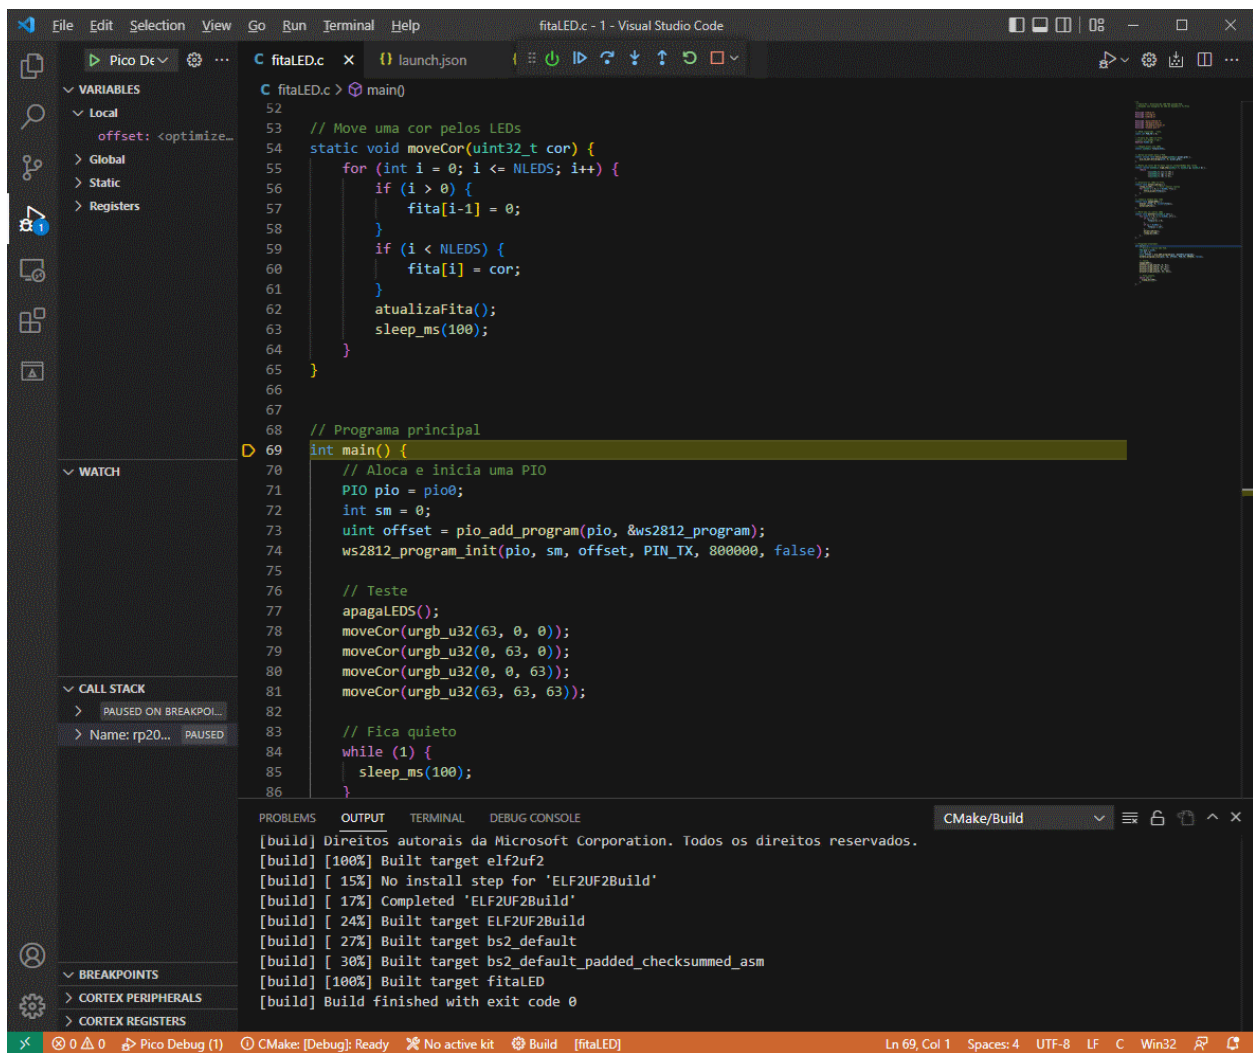 File Edit Selection View Go Run Terminal Help fitaLED.c - 1 - Visual Studio Code
Pico De
fitaLED.c
launch.json
VARIABLES
Local
offset: <optimize…
Global
Static
Registers
WATCH
CALL STACK
PAUSED ON BREAKPOI...
Name: rp20... PAUSED
BREAKPOINTS
CORTEX PERIPHERALS
CORTEX REGISTERS
1
C fitaLED.c > main()
52
53 // Move uma cor pelos LEDs
54 static void moveCor(uint32_t cor) {
55 for (int i = 0; i <= NLEDS; i++) {
56 if (i > 0) {
57 fita[i-1] = 0;
58 }
59 if (i < NLEDS) {
60 fita[i] = cor;
61 }
62 atualizaFita();
63 sleep_ms(100);
64 }
65 }
66
67
68 // Programa principal
69 int main() {
70 // Aloca e inicia uma PIO
71 PIO pio = pio0;
72 int sm = 0;
73 uint offset = pio_add_program(pio, &ws2812_program);
74 ws2812_program_init(pio, sm, offset, PIN_TX, 800000, false);
75
76 // Teste
77 apagaLEDS();
78 moveCor(urgb_u32(63, 0, 0));
79 moveCor(urgb_u32(0, 63, 0));
80 moveCor(urgb_u32(0, 0, 63));
81 moveCor(urgb_u32(63, 63, 63));
82
83 // Fica quieto
84 while (1) {
85 sleep_ms(100);
86 }
PROBLEMS OUTPUT TERMINAL DEBUG CONSOLE CMake/Build
[build] Direitos autorais da Microsoft Corporation. Todos os direitos reservados.
[build] [100%] Built target elf2uf2
[build] [ 15%] No install step for 'ELF2UF2Build'
[build] [ 17%] Completed 'ELF2UF2Build'
[build] [ 24%] Built target ELF2UF2Build
[build] [ 27%] Built target bs2_default
[build] [ 30%] Built target bs2_default_padded_checksummed_asm
[build] [100%] Built target fitaLED
[build] Build finished with exit code 0
0 0 Pico Debug (1) CMake: [Debug]: Ready No active kit Build [fitaLED] Ln 69, Col 1 Spaces: 4 UTF-8 LF C Win32